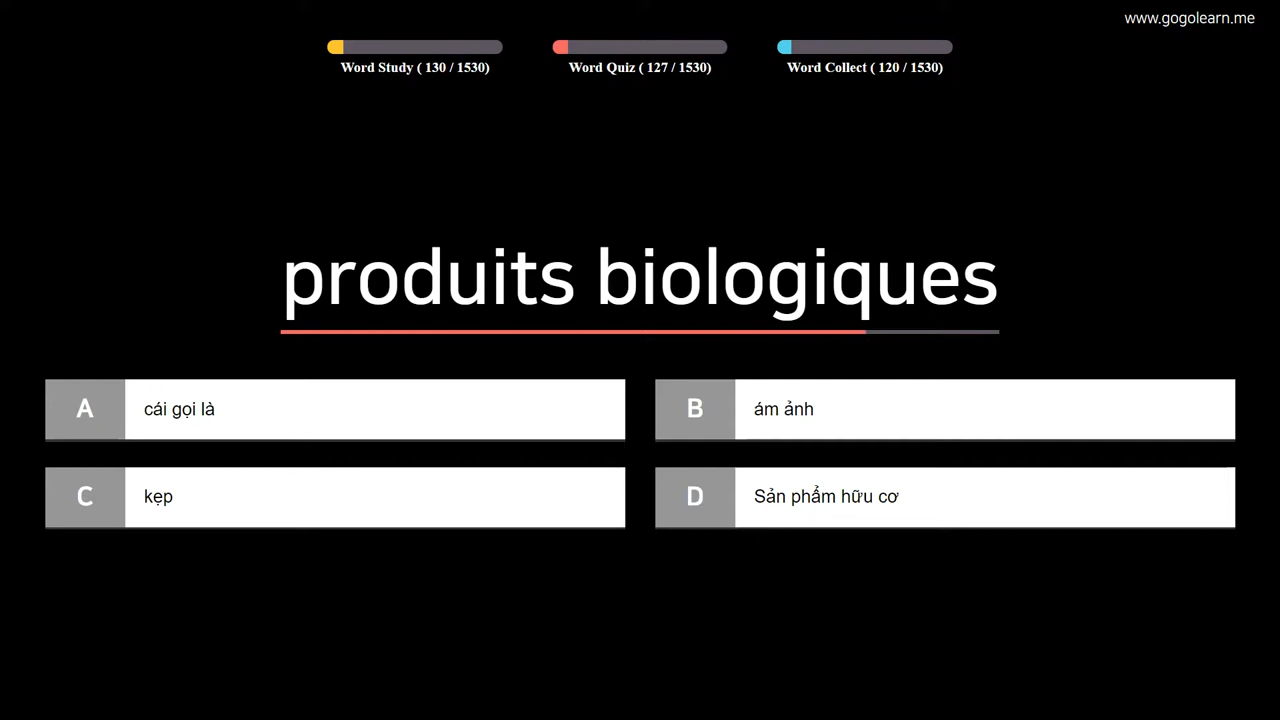 www.gogolearn.me
Word Study ( 130 / 1530)
Word Quiz ( 127 / 1530)
Word Collect ( 120 / 1530)
produits biologiques
A cái gọi là
B ám ảnh
C kẹp
D Sản phẩm hữu cơ